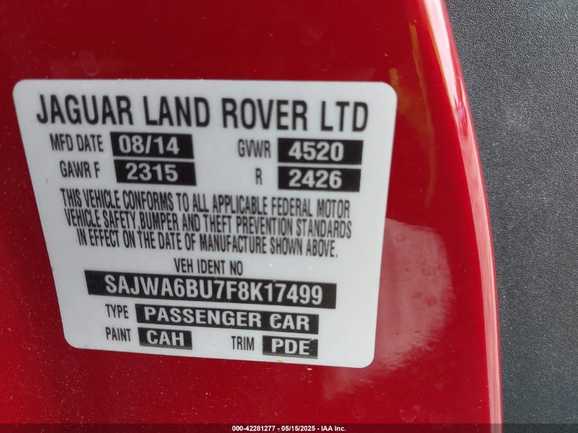 JAGUAR LAND ROVER LTD
MFD DATE 08/14 GVWR 4520
GAWR F 2315 R 2426
THIS VEHICLE CONFORMS TO ALL APPLICABLE FEDERAL MOTOR
VEHICLE SAFETY, BUMPER AND THEFT PREVENTION STANDARDS
IN EFFECT ON THE DATE OF MANUFACTURE SHOWN ABOVE.
VEH IDENT NO
SAJWA6BU7F8K17499
TYPE PASSENGER CAR
PAINT CAH TRIM PDE
000-42281277 - 05/15/2025 - IAA Inc.